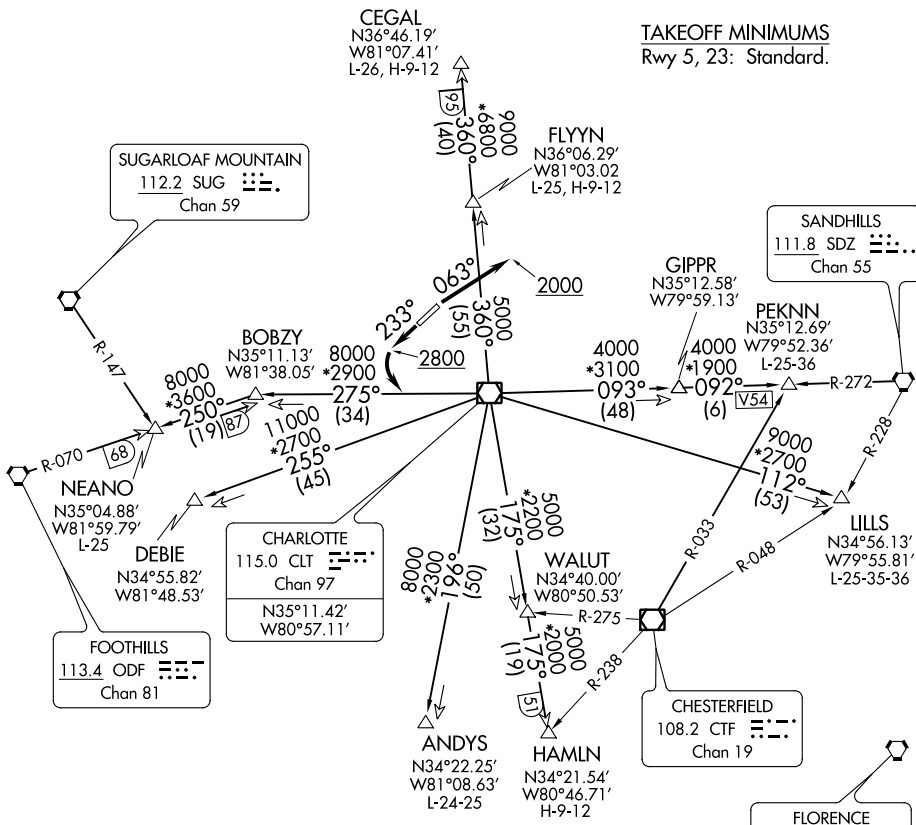 CEGAL
N36°46.19'
W81°07.41'
L-26, H-9-12
TAKEOFF MINIMUMS
Rwy 5, 23: Standard.
95
360°
(40)
9000
*6800
FLYYN
N36°06.29'
W81°03.02
L-25, H-9-12
SUGARLOAF MOUNTAIN
112.2 SUG
Chan 59
SANDHILLS
111.8 SDZ
Chan 55
063°
2000
233°
2800
5000
360°
(55)
GIPPR
N35°12.58'
W79°59.13'
PEKNN
N35°12.69'
W79°52.36'
L-25-36
BOBZY
N35°11.13'
W81°38.05'
R-147
8000
*3600
250°
(19)
87
8000
*2900
275°
(34)
4000
*3100
093°
(48)
4000
*1900
092°
(6)
V54
R-272
R-228
R-070
68
11000
*2700
255°
(45)
9000
*2700
112°
(53)
NEANO
N35°04.88'
W81°59.79'
L-25
DEBIE
N34°55.82'
W81°48.53'
CHARLOTTE
115.0 CLT
Chan 97
N35°11.42'
W80°57.11'
5000
*2200
175°
(32)
8000
*2300
196°
(50)
WALUT
N34°40.00'
W80°50.53'
R-033
R-048
LILLS
N34°56.13'
W79°55.81'
L-25-35-36
R-275
5000
*2000
175°
(19)
51
R-238
FOOTHILLS
113.4 ODF
Chan 81
CHESTERFIELD
108.2 CTF
Chan 19
ANDYS
N34°22.25'
W81°08.63'
L-24-25
HAMLN
N34°21.54'
W80°46.71'
H-9-12
FLORENCE